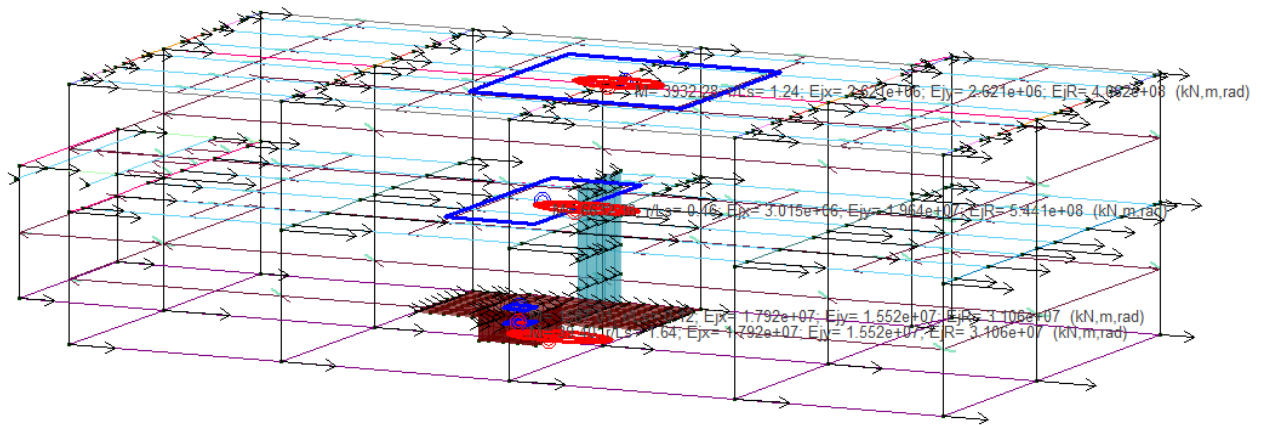 M= 3932.28; r/Ls= 1.24; Ejx= 2.621e+06; Ejy= 2.621e+06; EjR= 4.082e+08 (kN,m,rad)
r/Ls= 0.46; Ejx= 3.015e+06; Ejy= 1.964e+07; EjR= 5.441e+08 (kN,m,rad)
Ejx= 1.792e+07; Ejy= 1.552e+07; EjR= 3.106e+07 (kN,m,rad)
r/Ls= 1.64; Ejx= 1.792e+07; Ejy= 1.552e+07; EjR= 3.106e+07 (kN,m,rad)